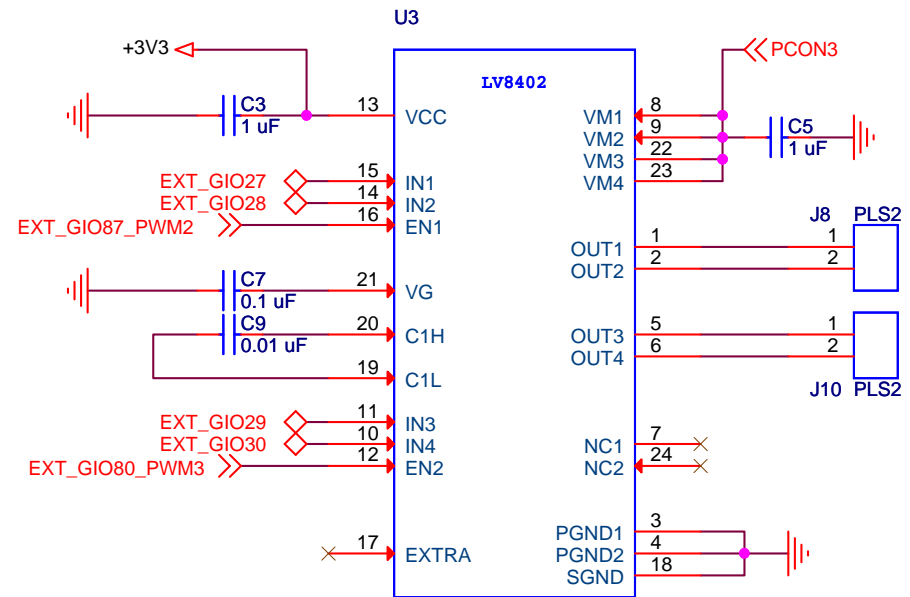 U3
+3V3
PCON3
LV8402
C3
1 uF
13
VCC
VM1
8
VM2
9
VM3
22
VM4
23
C5
1 uF
EXT_GIO27
15
IN1
EXT_GIO28
14
IN2
EXT_GIO87_PWM2
16
EN1
J8 PLS2
OUT1
1
1
OUT2
2
2
C7
0.1 uF
21
VG
C9
0.01 uF
20
C1H
19
C1L
OUT3
5
1
OUT4
6
2
J10 PLS2
EXT_GIO29
11
IN3
EXT_GIO30
10
IN4
EXT_GIO80_PWM3
12
EN2
NC1
7
NC2
24
17
EXTRA
PGND1
3
PGND2
4
SGND
18